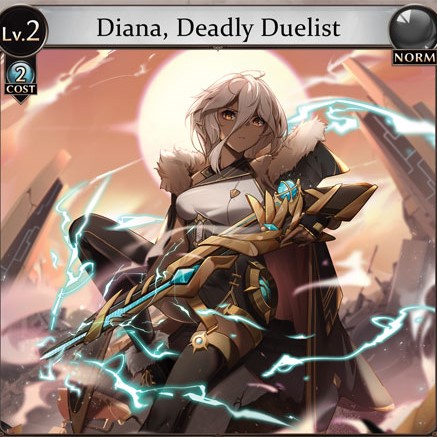 Lv.2
Diana, Deadly Duelist
2
COST
NORM